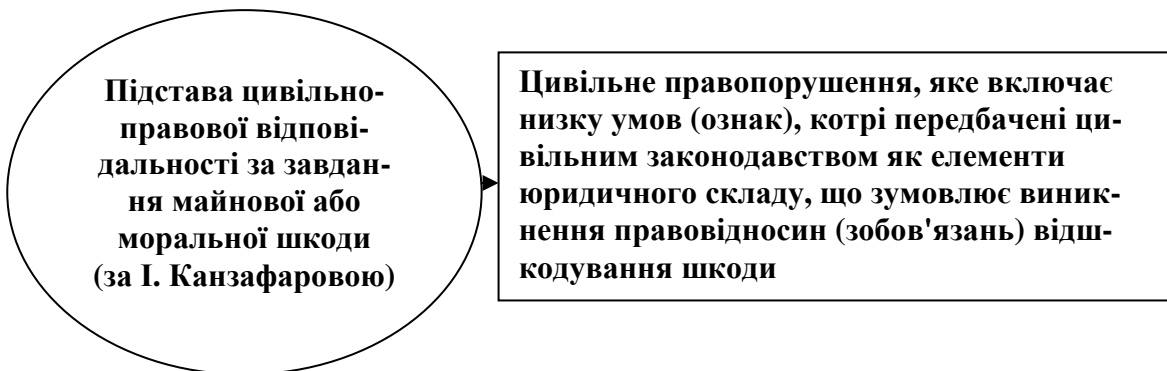 Підстава цивільно-
правової відпові-
дальності за завдан-
ня майнової або
моральної шкоди
(за І. Канзафаровою)
Цивільне правопорушення, яке включає
низку умов (ознак), котрі передбачені ци-
вільним законодавством як елементи
юридичного складу, що зумовлює виник-
нення правовідносин (зобов'язань) відш-
кодування шкоди